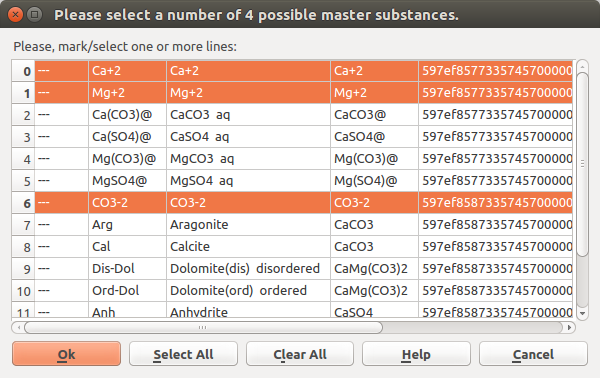 Please select a number of 4 possible master substances.
Please, mark/select one or more lines:
0 --- Ca+2 Ca+2 Ca+2 597ef8577335745700000
1 --- Mg+2 Mg+2 Mg+2 597ef8577335745700000
2 --- Ca(CO3)@ CaCO3 aq CaCO3@ 597ef8577335745700000
3 --- Ca(SO4)@ CaSO4 aq CaSO4@ 597ef8577335745700000
4 --- Mg(CO3)@ MgCO3 aq Mg(CO3)@ 597ef8577335745700000
5 --- MgSO4@ MgSO4 aq Mg(SO4)@ 597ef8577335745700000
6 --- CO3-2 CO3-2 CO3-2 597ef8587335745700000
7 --- Arg Aragonite CaCO3 597ef8587335745700000
8 --- Cal Calcite CaCO3 597ef8587335745700000
9 --- Dis-Dol Dolomite(dis) disordered CaMg(CO3)2 597ef8587335745700000
10 --- Ord-Dol Dolomite(ord) ordered CaMg(CO3)2 597ef8587335745700000
11 --- Anh Anhydrite CaSO4 597ef8587335745700000
Ok Select All Clear All Help Cancel